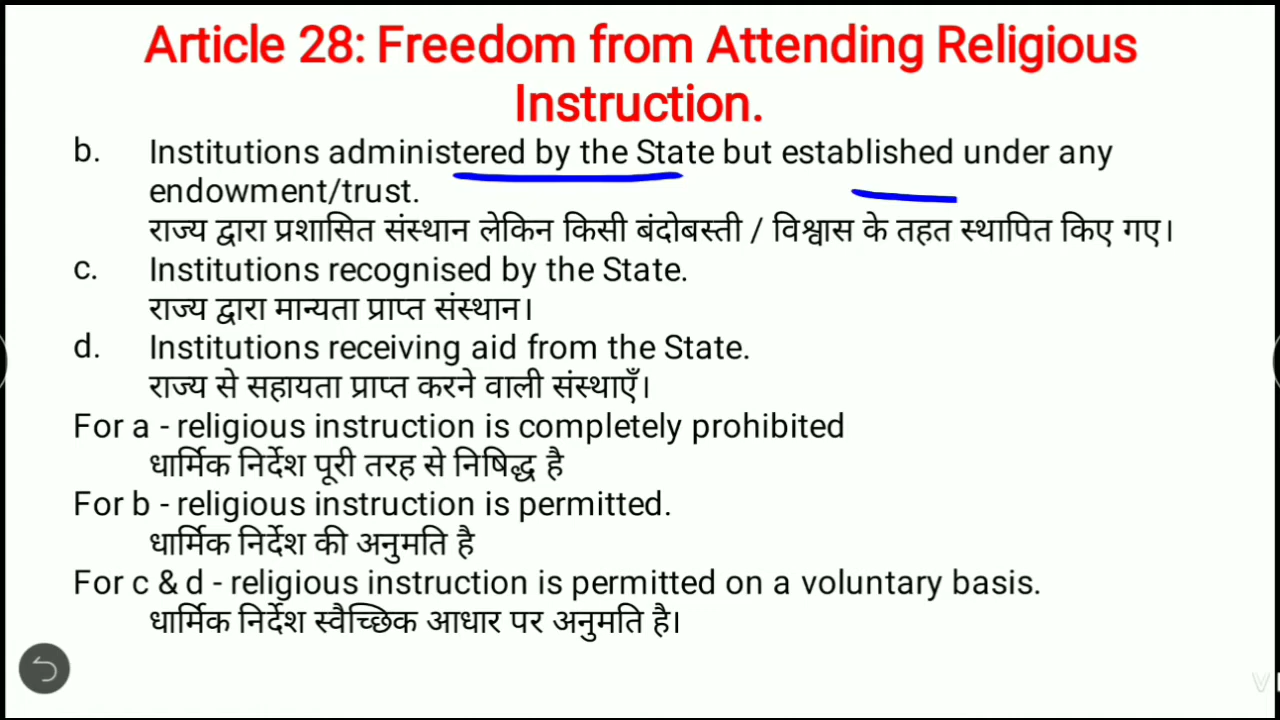 Article 28: Freedom from Attending Religious
Instruction.
b. Institutions administered by the State but established under any
endowment/trust.
राज्य द्वारा प्रशासित संस्थान लेकिन किसी बंदोबस्ती / विश्वास के तहत स्थापित किए गए।
c. Institutions recognised by the State.
राज्य द्वारा मान्यता प्राप्त संस्थान।
d. Institutions receiving aid from the State.
राज्य से सहायता प्राप्त करने वाली संस्थाएँ।
For a - religious instruction is completely prohibited
धार्मिक निर्देश पूरी तरह से निषिद्ध है
For b - religious instruction is permitted.
धार्मिक निर्देश की अनुमति है
For c & d - religious instruction is permitted on a voluntary basis.
धार्मिक निर्देश स्वैच्छिक आधार पर अनुमति है।